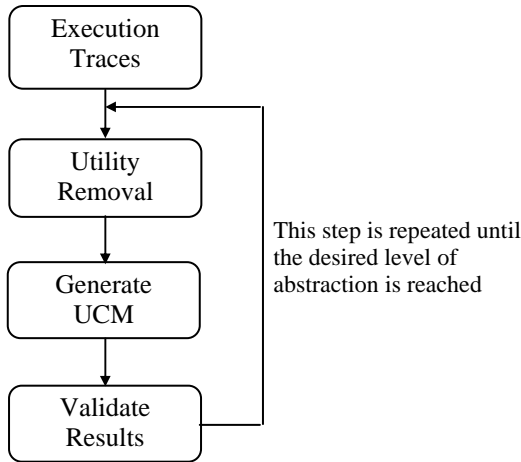 Execution
Traces
Utility
Removal
This step is repeated until
the desired level of
abstraction is reached
Generate
UCM
Validate
Results